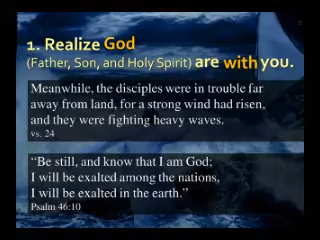 1. Realize God
(Father, Son, and Holy Spirit) are with you.
Meanwhile, the disciples were in trouble far
away from land, for a strong wind had risen,
and they were fighting heavy waves.
vs. 24
“Be still, and know that I am God;
I will be exalted among the nations,
I will be exalted in the earth.”
Psalm 46:10